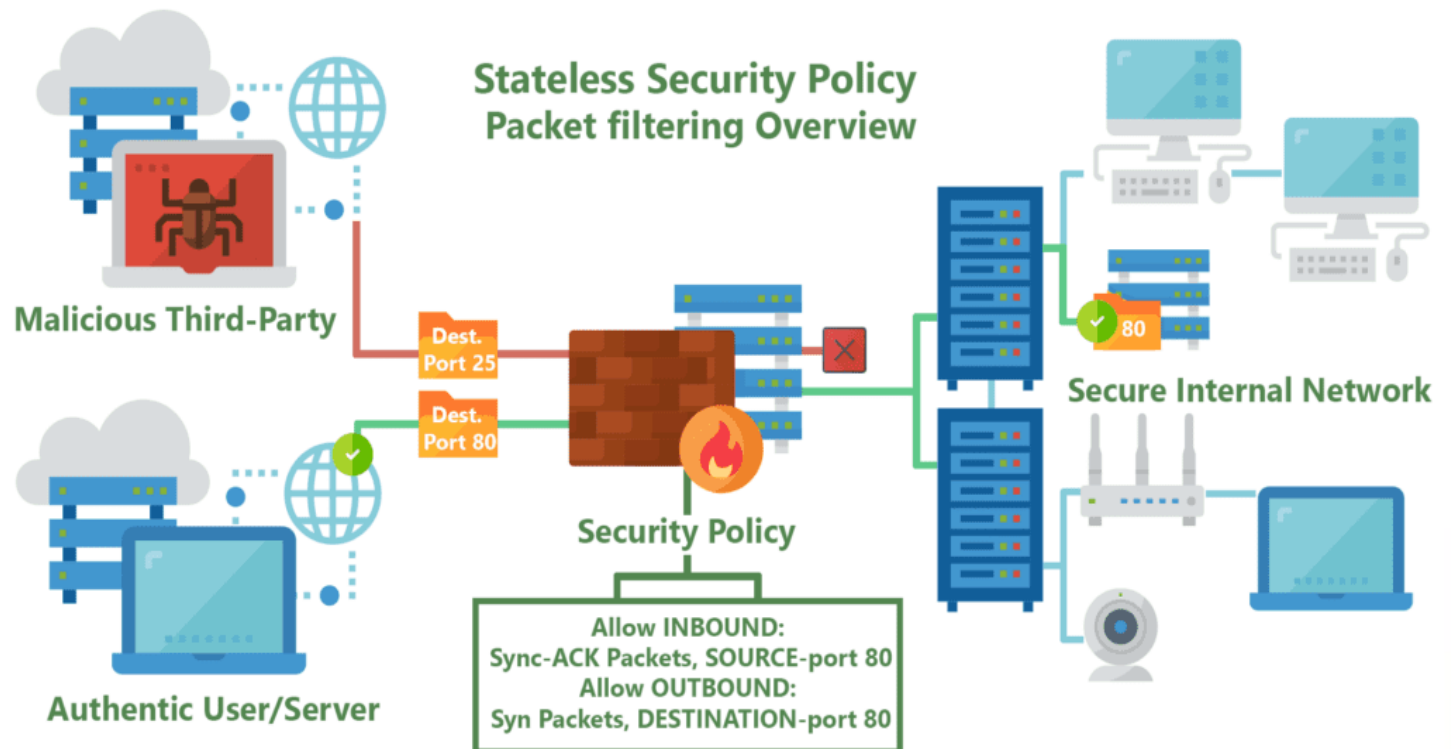 Stateless Security Policy
Packet filtering Overview
Malicious Third-Party
Dest.
Port 25
Dest.
Port 80
80
Secure Internal Network
Security Policy
Allow INBOUND:
Sync-ACK Packets, SOURCE-port 80
Allow OUTBOUND:
Syn Packets, DESTINATION-port 80
Authentic User/Server